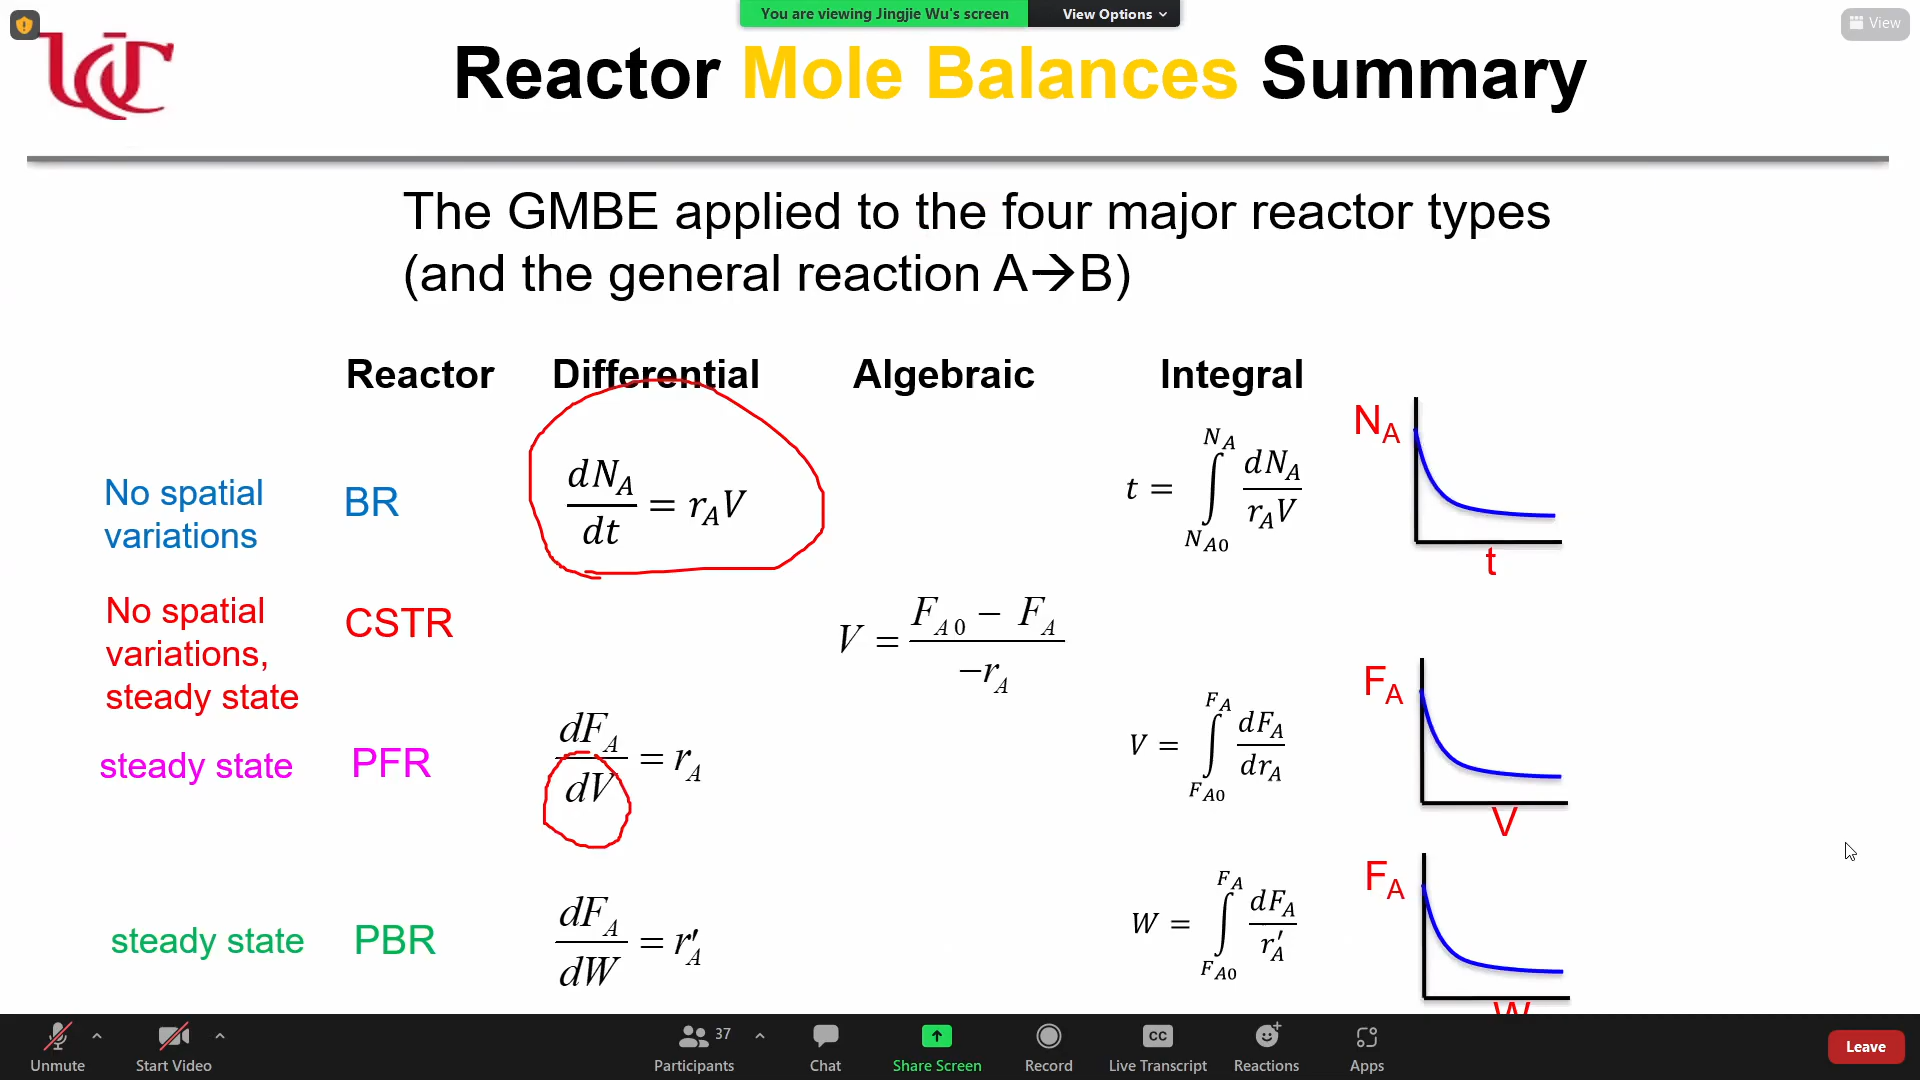 You are viewing Jingjie Wu's screen View Options
View
UC
Reactor Mole Balances Summary
The GMBE applied to the four major reactor types
(and the general reaction A→B)
Reactor Differential Algebraic Integral
No spatial
variations
BR
dN_A/dt = r_A V
t = ∫_{N_A0}^{N_A} dN_A/(r_A V)
N_A
t
No spatial
variations,
steady state
CSTR
V = (F_A0 − F_A)/(−r_A)
steady state
PFR
dF_A/dV = r_A
V = ∫_{F_A0}^{F_A} dF_A/dr_A
F_A
V
steady state
PBR
dF_A/dW = r'_A
W = ∫_{F_A0}^{F_A} dF_A/r'_A
F_A
W
Unmute
Start Video
37
Participants
Chat
Share Screen
Record
CC
Live Transcript
Reactions
Apps
Leave